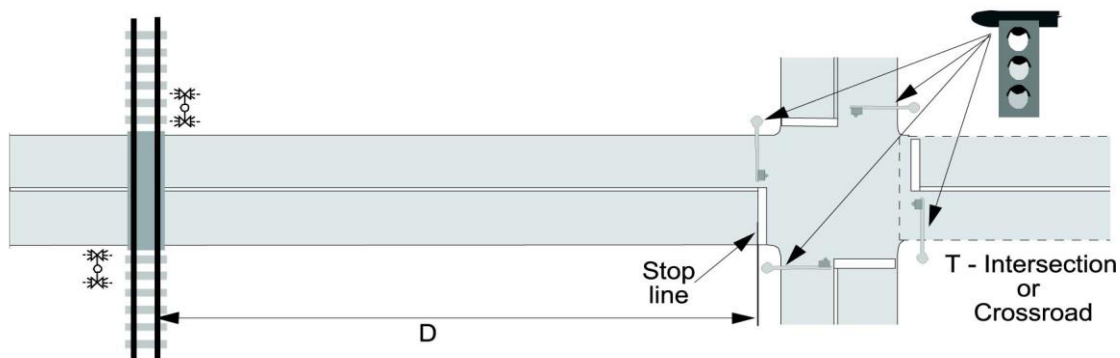 Stop
line
D
T - Intersection
or
Crossroad